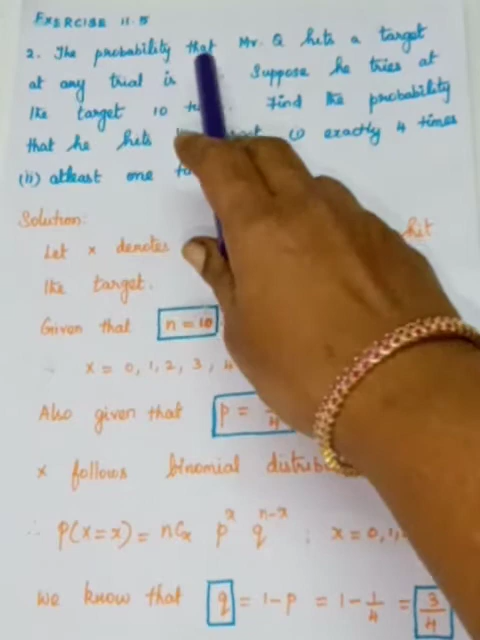 EXERCISE 11.5
2. The probability that Mr. Q hits a target
at any trial is Suppose he tries at
the target 10 Find the probability
that he hits (i) exactly 4 times
(ii) atleast one
Solution:
Let x denotes hit
the target.
Given that n = 10
x = 0, 1, 2, 3, 4
Also given that p =
x follows binomial
∴ P(X=x) = nCx p^x q^n-x ; x = 0, 1,
we know that q = 1-p = 1 - 1/4 = 3/4